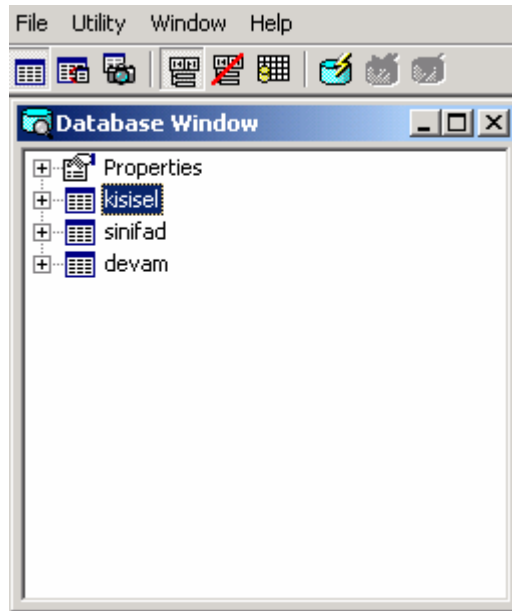 File Utility Window Help
Database Window
Properties
kisisel
sinifad
devam